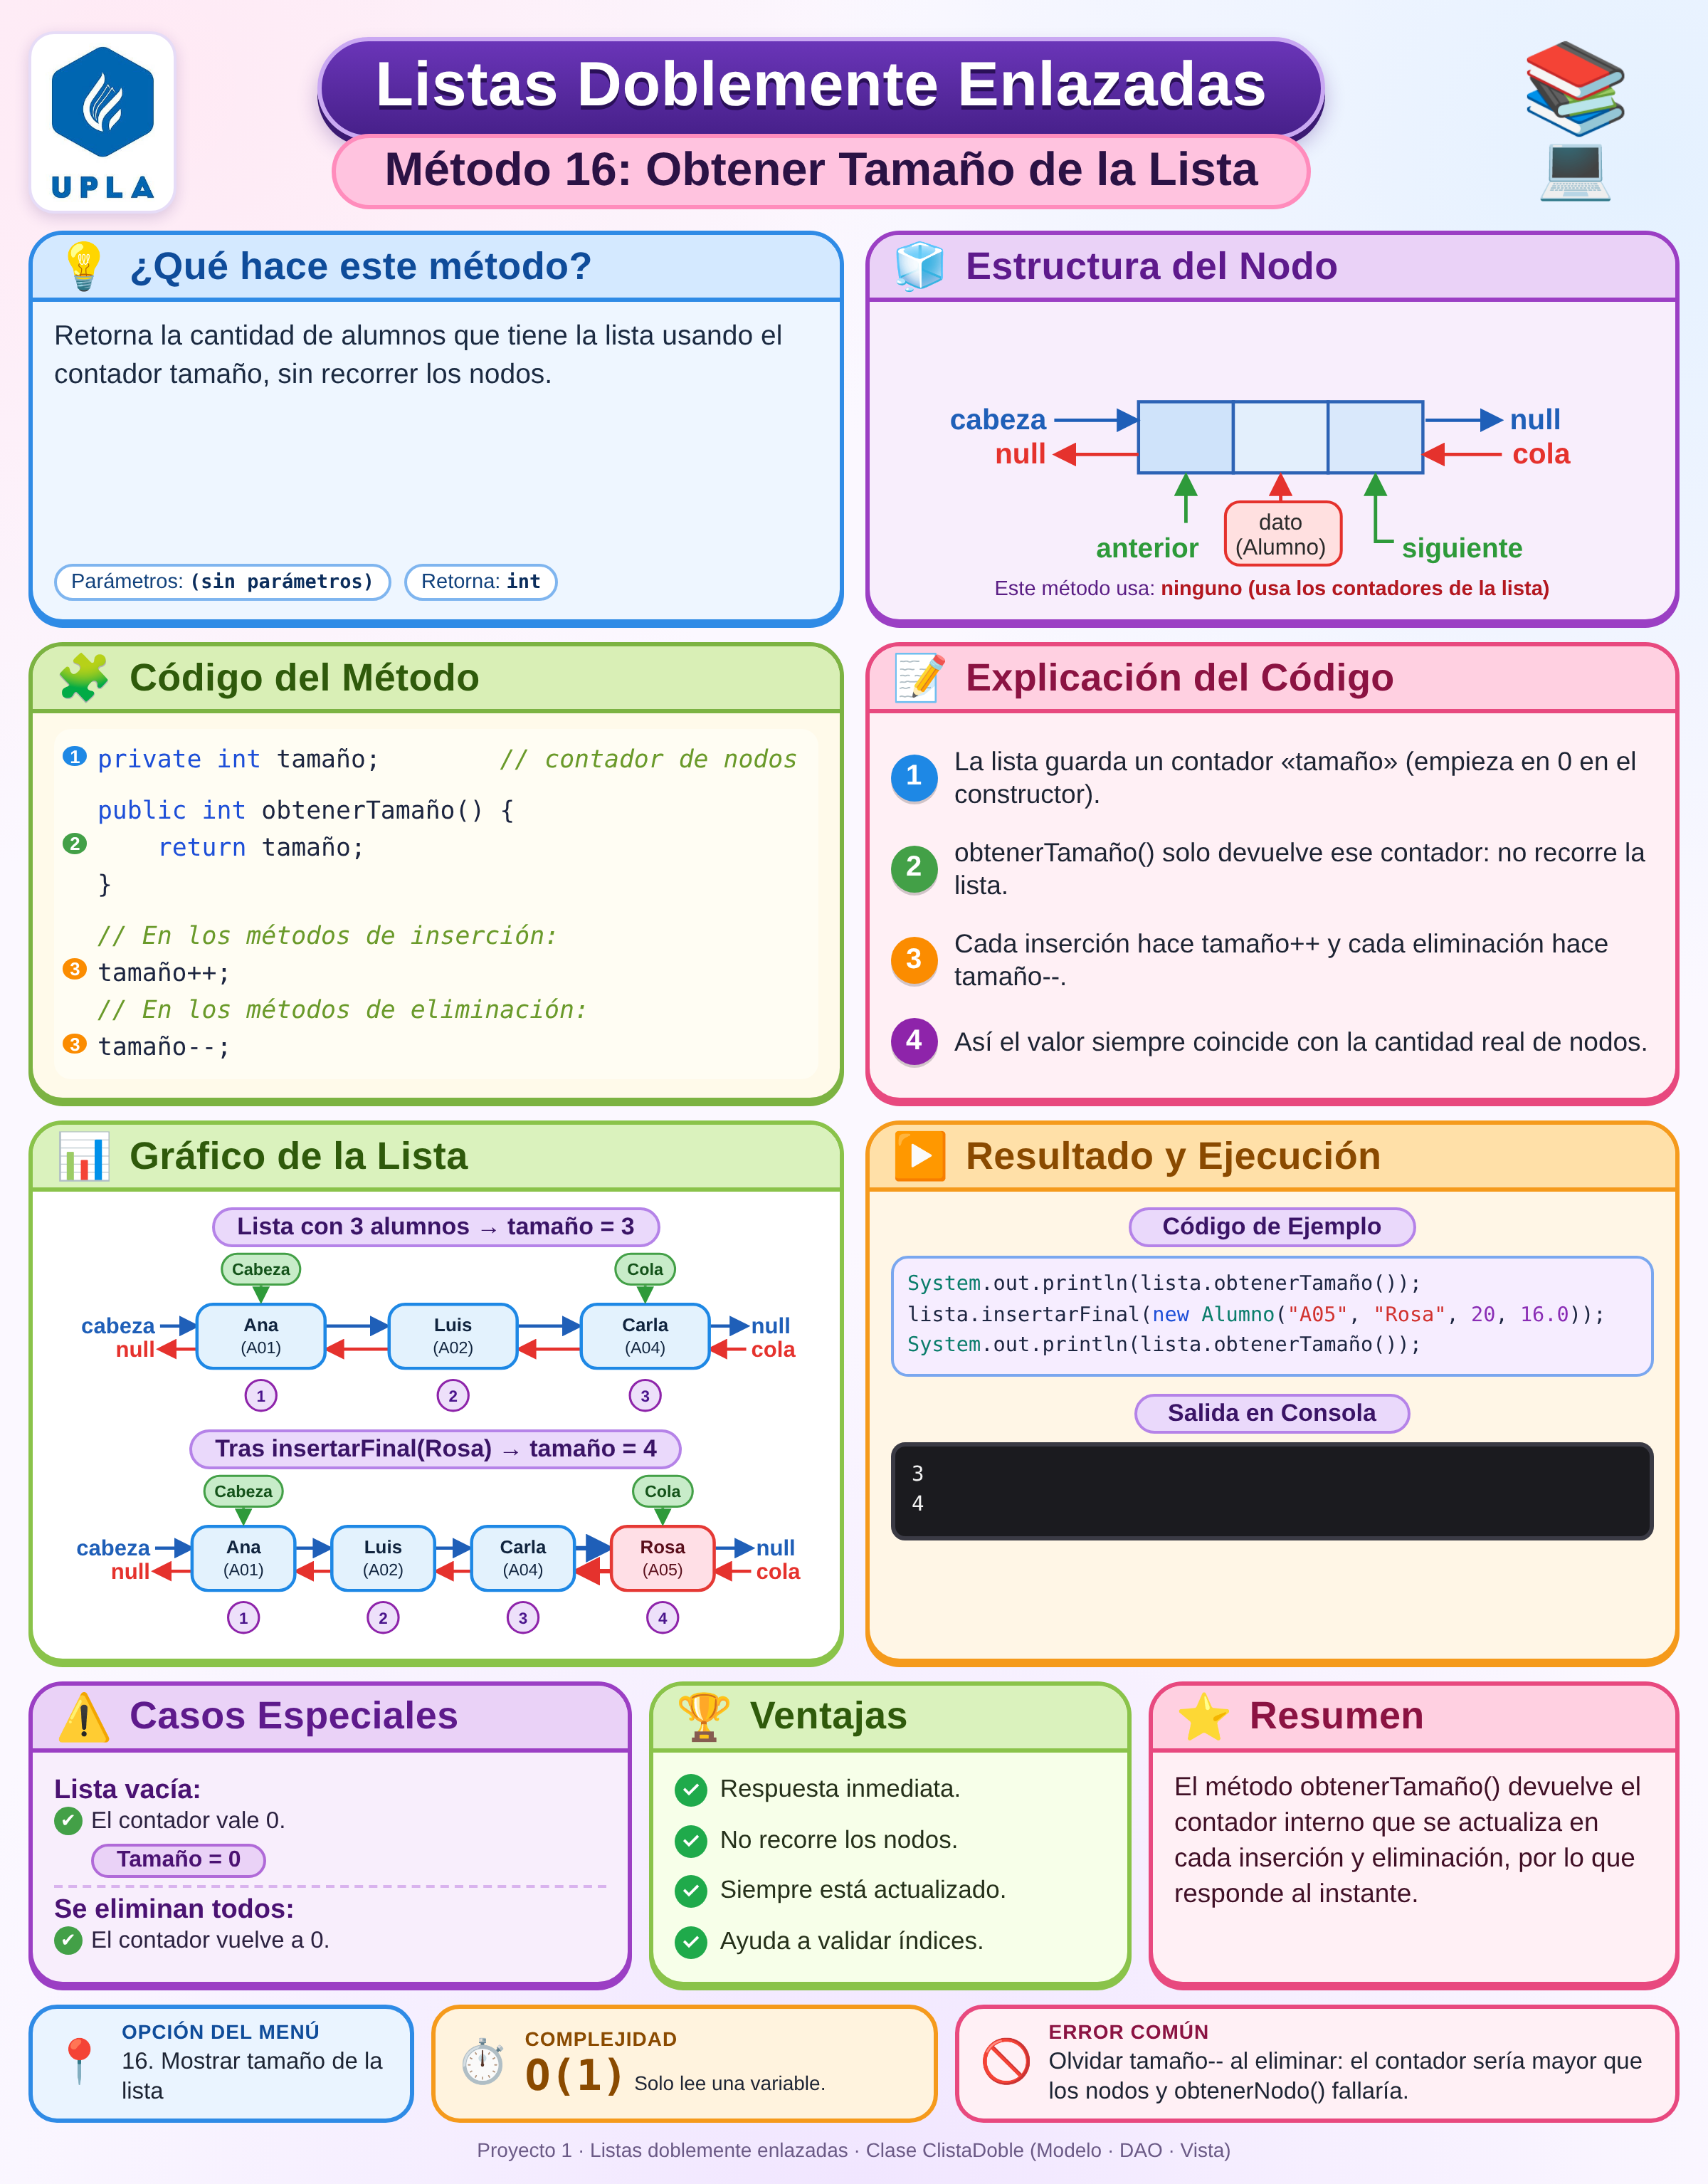 UPLA
Listas Doblemente Enlazadas
Método 16: Obtener Tamaño de la Lista
¿Qué hace este método?
Retorna la cantidad de alumnos que tiene la lista usando el
contador tamaño, sin recorrer los nodos.
Parámetros: (sin parámetros)
Retorna: int
Estructura del Nodo
cabeza
null
null
cola
anterior
dato
(Alumno)
siguiente
Este método usa: ninguno (usa los contadores de la lista)
Código del Método
1 private int tamaño;        // contador de nodos
public int obtenerTamaño() {
2     return tamaño;
}
// En los métodos de inserción:
3 tamaño++;
// En los métodos de eliminación:
3 tamaño--;
Explicación del Código
1 La lista guarda un contador «tamaño» (empieza en 0 en el
constructor).
2 obtenerTamaño() solo devuelve ese contador: no recorre la
lista.
3 Cada inserción hace tamaño++ y cada eliminación hace
tamaño--.
4 Así el valor siempre coincide con la cantidad real de nodos.
Gráfico de la Lista
Lista con 3 alumnos → tamaño = 3
Cabeza
Cola
cabeza
null
Ana
(A01)
Luis
(A02)
Carla
(A04)
null
cola
1
2
3
Tras insertarFinal(Rosa) → tamaño = 4
Cabeza
Cola
cabeza
null
Ana
(A01)
Luis
(A02)
Carla
(A04)
Rosa
(A05)
null
cola
1
2
3
4
Resultado y Ejecución
Código de Ejemplo
System.out.println(lista.obtenerTamaño());
lista.insertarFinal(new Alumno("A05", "Rosa", 20, 16.0));
System.out.println(lista.obtenerTamaño());
Salida en Consola
3
4
Casos Especiales
Lista vacía:
El contador vale 0.
Tamaño = 0
Se eliminan todos:
El contador vuelve a 0.
Ventajas
Respuesta inmediata.
No recorre los nodos.
Siempre está actualizado.
Ayuda a validar índices.
Resumen
El método obtenerTamaño() devuelve el
contador interno que se actualiza en
cada inserción y eliminación, por lo que
responde al instante.
OPCIÓN DEL MENÚ
16. Mostrar tamaño de la
lista
COMPLEJIDAD
O(1) Solo lee una variable.
ERROR COMÚN
Olvidar tamaño-- al eliminar: el contador sería mayor que
los nodos y obtenerNodo() fallaría.
Proyecto 1 · Listas doblemente enlazadas · Clase ClistaDoble (Modelo · DAO · Vista)